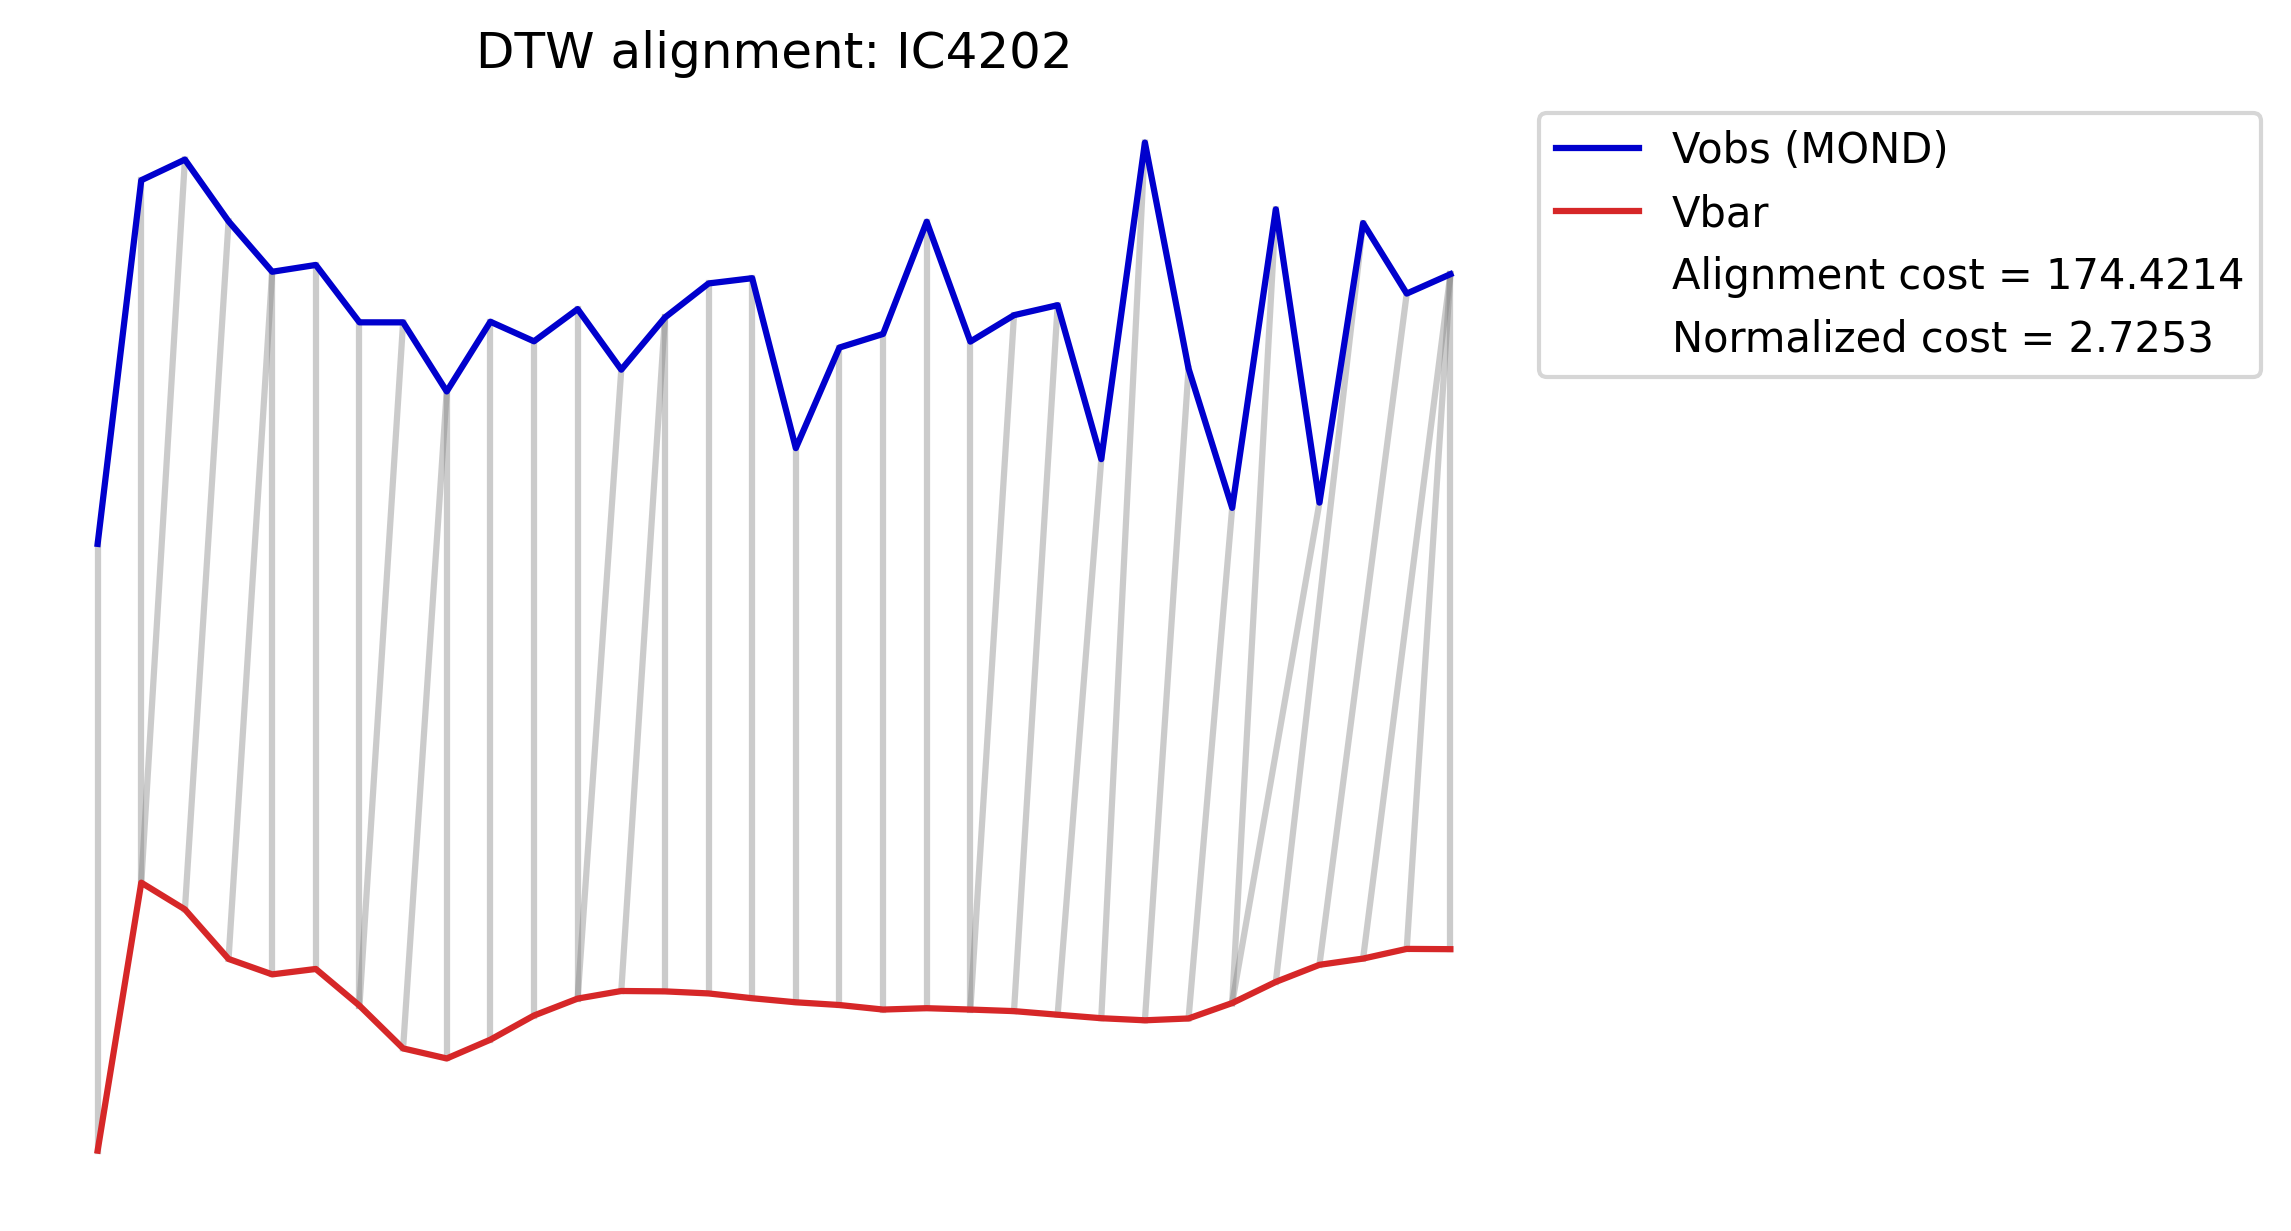 DTW alignment: IC4202
Vobs (MOND)
Vbar
Alignment cost = 174.4214
Normalized cost = 2.7253